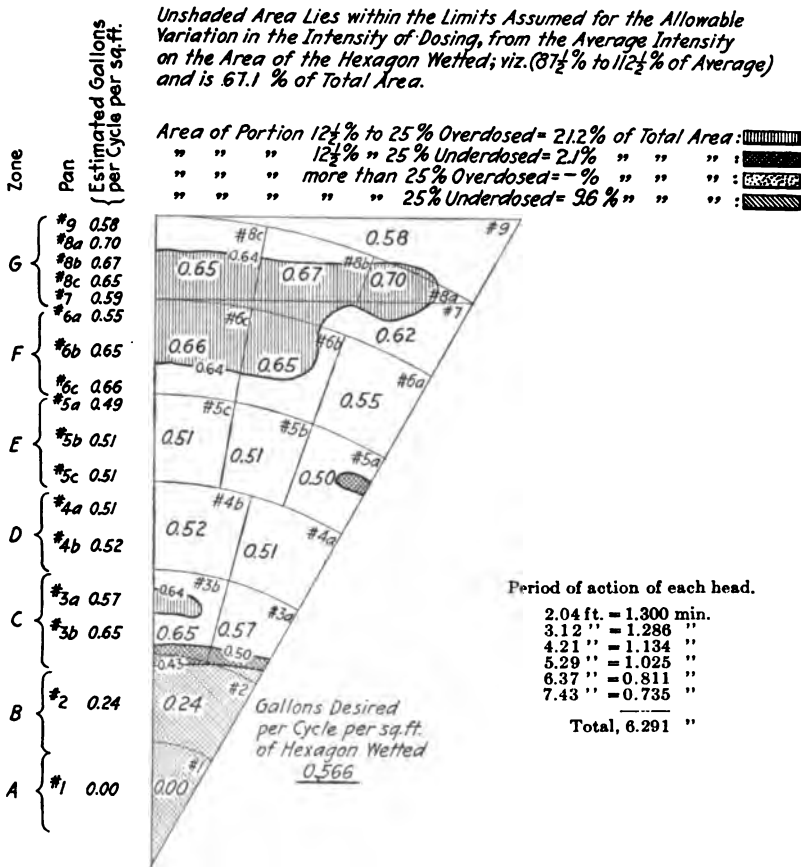 Unshaded Area Lies within the Limits Assumed for the Allowable
Variation in the Intensity of Dosing, from the Average Intensity
on the Area of the Hexagon Wetted; viz.(87½% to 112½% of Average)
and is 67.1 % of Total Area.
Area of Portion 12½% to 25% Overdosed = 21.2% of Total Area:
" " " 12½% " 25% Underdosed = 2.1% " " " :
" " " more than 25% Overdosed = -% " " " :
" " " " " 25% Underdosed = 9.6 % " " " :
Zone
Pan
Estimated Gallons
per Cycle per sq.ft.
#9 0.58
#8a 0.70
G #8b 0.67
#8c 0.65
#7 0.59
#6a 0.55
F #6b 0.65
#6c 0.66
#5a 0.49
E #5b 0.51
#5c 0.51
#4a 0.51
D #4b 0.52
#3a 0.57
C #3b 0.65
B #2 0.24
A #1 0.00
#8c 0.58 #9
0.64
0.65 0.67 #8b 0.70
#8a
#7
#6c 0.62
0.66 #6b
0.64 0.65
#6a
0.55
#5c
#5b
0.51 0.51
#5a
0.50
#4b
0.52 0.51 #4a
#3b
0.64
#3a
0.65 0.57
0.50
0.43
#2
0.24
#1
0.00
Gallons Desired
per Cycle per sq.ft.
of Hexagon Wetted
0.566
Period of action of each head.
2.04 ft. = 1.300 min.
3.12 " = 1.286 "
4.21 " = 1.134 "
5.29 " = 1.025 "
6.37 " = 0.811 "
7.43 " = 0.735 "
Total, 6.291 "